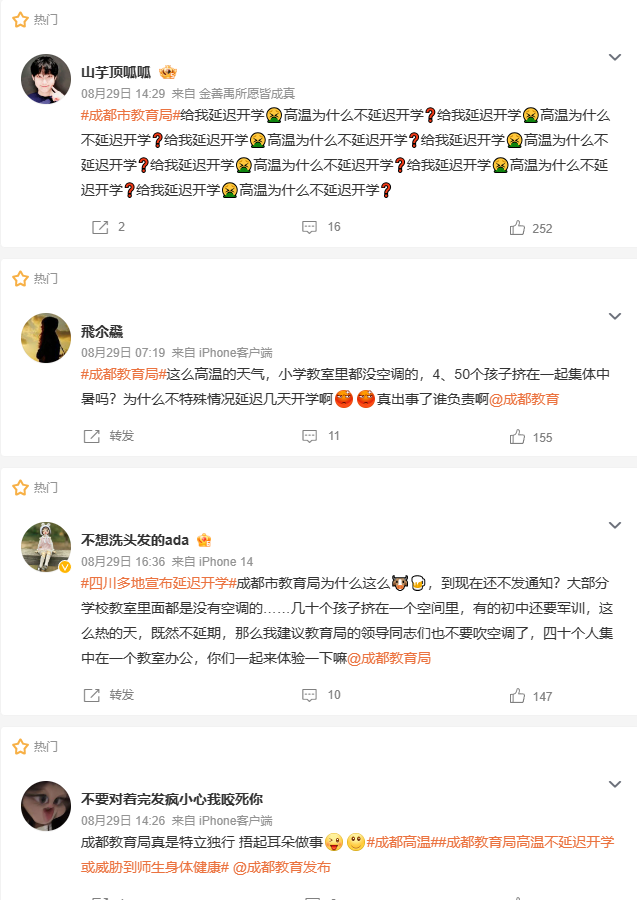 热门
山芋顶呱呱
08月29日 14:29 来自 金善禹所愿皆成真
#成都市教育局#给我延迟开学🤮高温为什么不延迟开学❓给我延迟开学🤮高温为什么
不延迟开学❓给我延迟开学🤮高温为什么不延迟开学❓给我延迟开学🤮高温为什么不
延迟开学❓给我延迟开学🤮高温为什么不延迟开学❓给我延迟开学🤮高温为什么不延
迟开学❓给我延迟开学🤮高温为什么不延迟开学❓
2 16 252
热门
08月29日 07:19 来自 iPhone客户端
#成都教育局#这么高温的天气，小学教室里都没空调的，4、50个孩子挤在一起集体中
暑吗？为什么不特殊情况延迟几天开学啊真出事了谁负责啊@成都教育
转发 11 155
热门
不想洗头发的ada
08月29日 16:36 来自 iPhone 14
#四川多地宣布延迟开学#成都市教育局为什么这么🐮🍺，到现在还不发通知？大部分
学校教室里面都是没有空调的……几十个孩子挤在一个空间里，有的初中还要军训，这
么热的天，既然不延期，那么我建议教育局的领导同志们也不要吹空调了，四十个人集
中在一个教室办公，你们一起来体验一下嘛@成都教育局
转发 10 147
热门
不要对着完发疯小心我咬死你
08月29日 14:26 来自 iPhone客户端
成都教育局真是特立独行 捂起耳朵做事😜🙂#成都高温##成都教育局高温不延迟开学
或威胁到师生身体健康# @成都教育发布